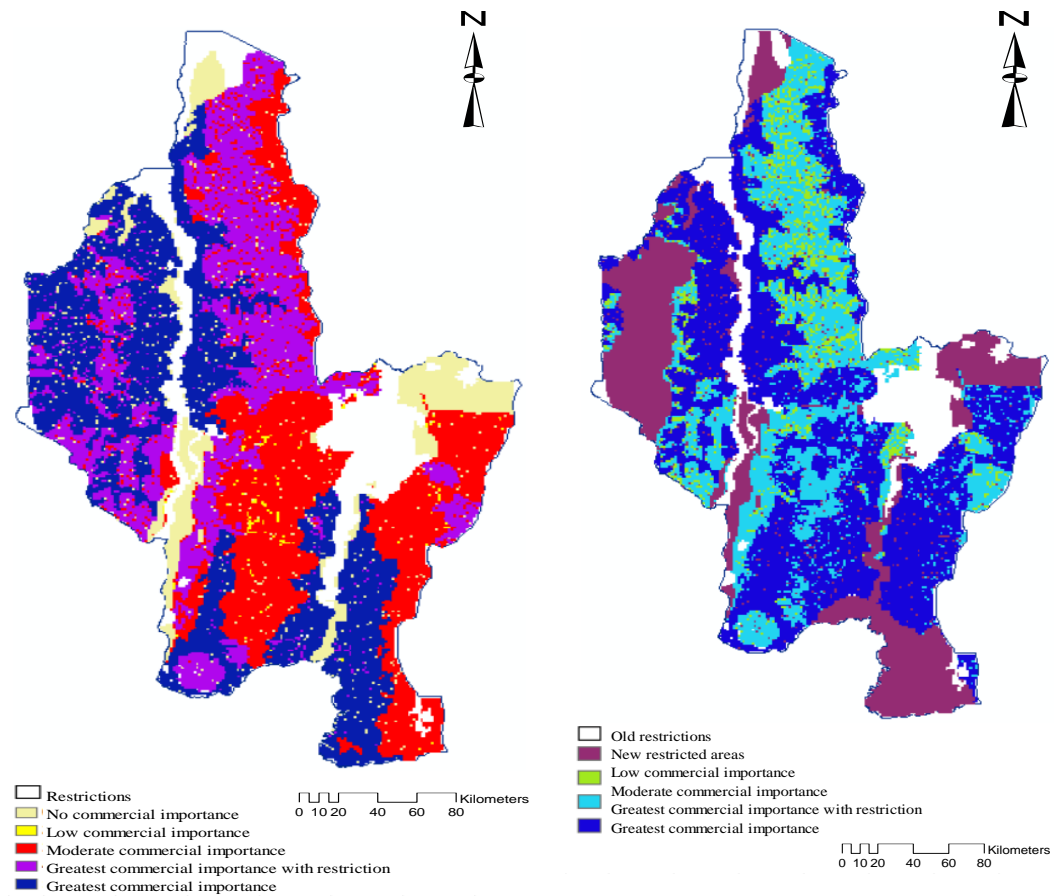 N
N
Restrictions
No commercial importance
Low commercial importance
Moderate commercial importance
Greatest commercial importance with restriction
Greatest commercial importance
Kilometers
0 10 20 40 60 80
Old restrictions
New restricted areas
Low commercial importance
Moderate commercial importance
Greatest commercial importance with restriction
Greatest commercial importance
Kilometers
0 10 20 40 60 80